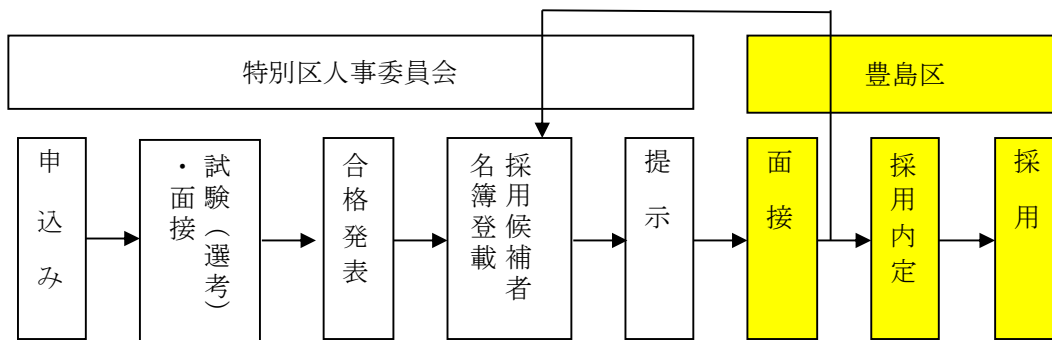 特別区人事委員会
豊島区
申込み
試験(選考)
・面接
合格発表
採用候補者
名簿登載
提示
面接
採用内定
採用